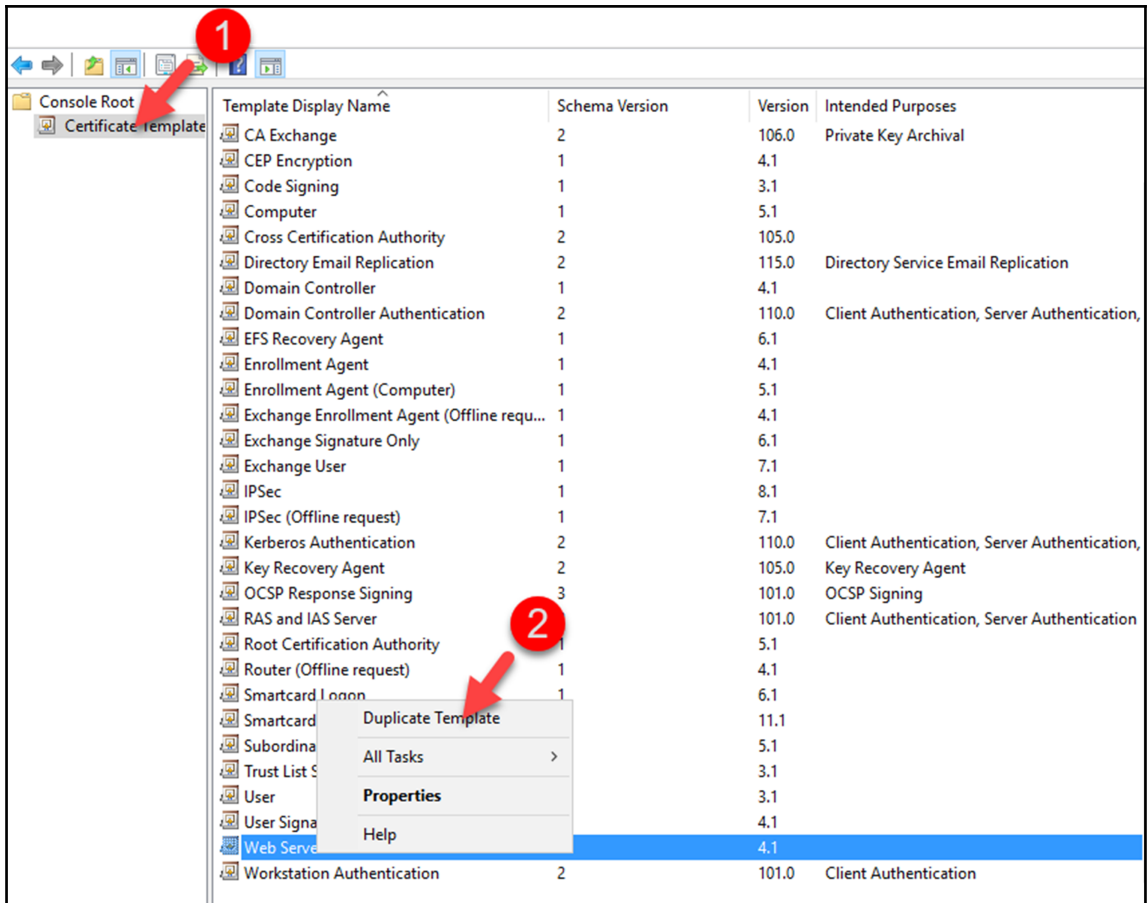 1
Console Root
Certificate Template
Template Display Name Schema Version Version Intended Purposes
CA Exchange 2 106.0 Private Key Archival
CEP Encryption 1 4.1
Code Signing 1 3.1
Computer 1 5.1
Cross Certification Authority 2 105.0
Directory Email Replication 2 115.0 Directory Service Email Replication
Domain Controller 1 4.1
Domain Controller Authentication 2 110.0 Client Authentication, Server Authentication,
EFS Recovery Agent 1 6.1
Enrollment Agent 1 4.1
Enrollment Agent (Computer) 1 5.1
Exchange Enrollment Agent (Offline requ... 1 4.1
Exchange Signature Only 1 6.1
Exchange User 1 7.1
IPSec 1 8.1
IPSec (Offline request) 1 7.1
Kerberos Authentication 2 110.0 Client Authentication, Server Authentication,
Key Recovery Agent 2 105.0 Key Recovery Agent
OCSP Response Signing 3 101.0 OCSP Signing
RAS and IAS Server 101.0 Client Authentication, Server Authentication
2
Root Certification Authority 1 5.1
Router (Offline request) 1 4.1
Smartcard Logon 1 6.1
Smartcard 11.1
Subordina 5.1
Trust List S 3.1
User 3.1
User Signa 4.1
Web Serve 4.1
Workstation Authentication 2 101.0 Client Authentication
Duplicate Template
All Tasks >
Properties
Help